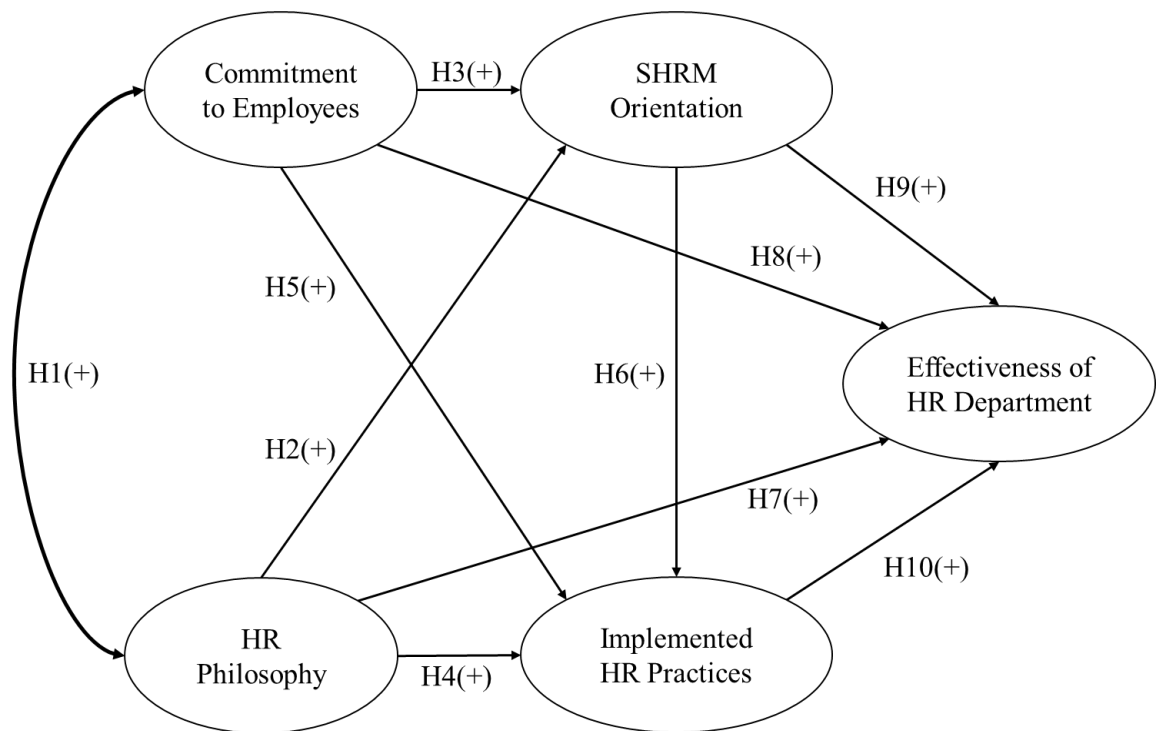 Commitment
to Employees
H3(+)
SHRM
Orientation
H9(+)
H8(+)
H5(+)
H1(+)
H6(+)
Effectiveness of
HR Department
H2(+)
H7(+)
H10(+)
HR
Philosophy
H4(+)
Implemented
HR Practices